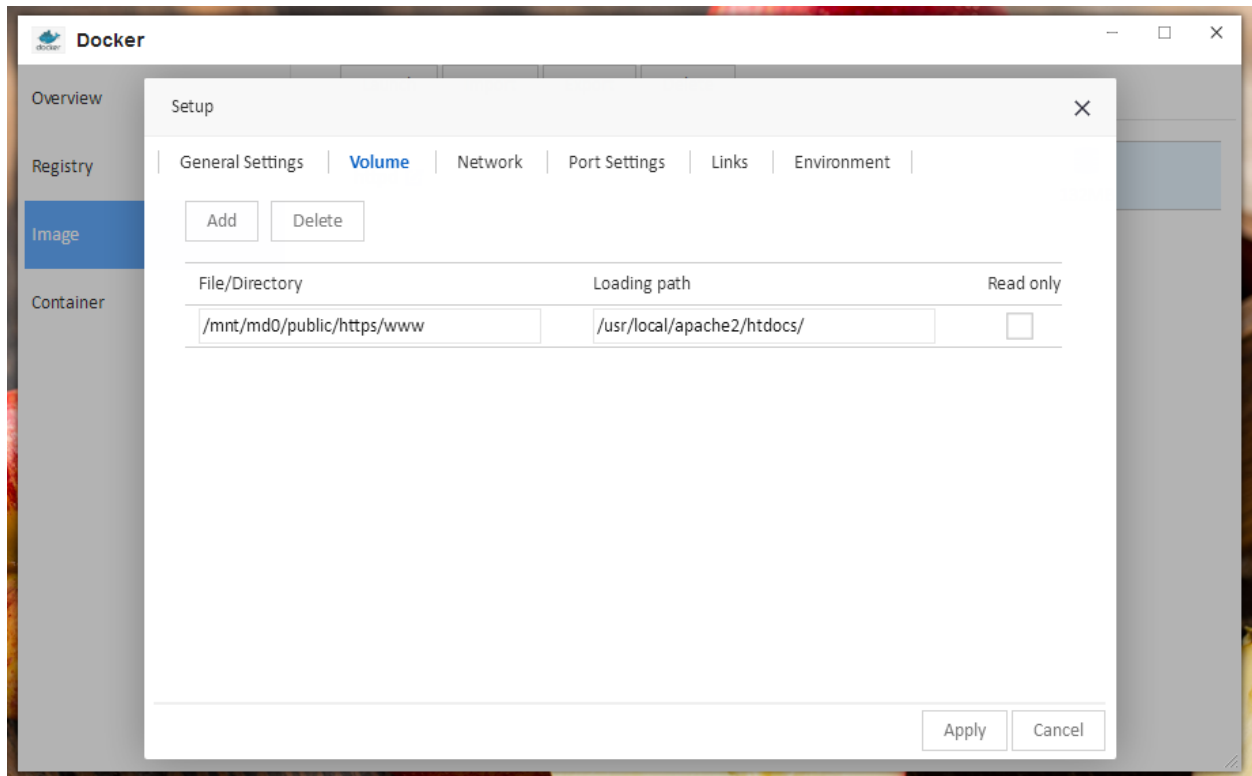 docker Docker
Overview
Registry
Image
Container
Setup
General Settings Volume Network Port Settings Links Environment
Add Delete
File/Directory Loading path Read only
/mnt/md0/public/https/www /usr/local/apache2/htdocs/
Apply Cancel